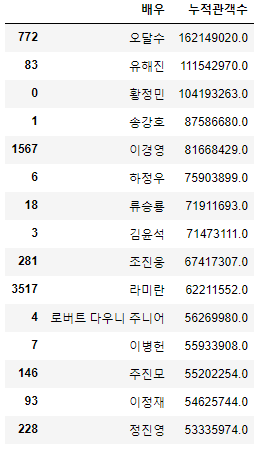 배우 누적관객수
772 오달수 162149020.0
83 유해진 111542970.0
0 황정민 104193263.0
1 송강호 87586680.0
1567 이경영 81668429.0
6 하정우 75903899.0
18 류승룡 71911693.0
3 김윤석 71473111.0
281 조진웅 67417307.0
3517 라미란 62211552.0
4 로버트 다우니 주니어 56269980.0
7 이병헌 55933908.0
146 주진모 55202254.0
93 이정재 54625744.0
228 정진영 53335974.0